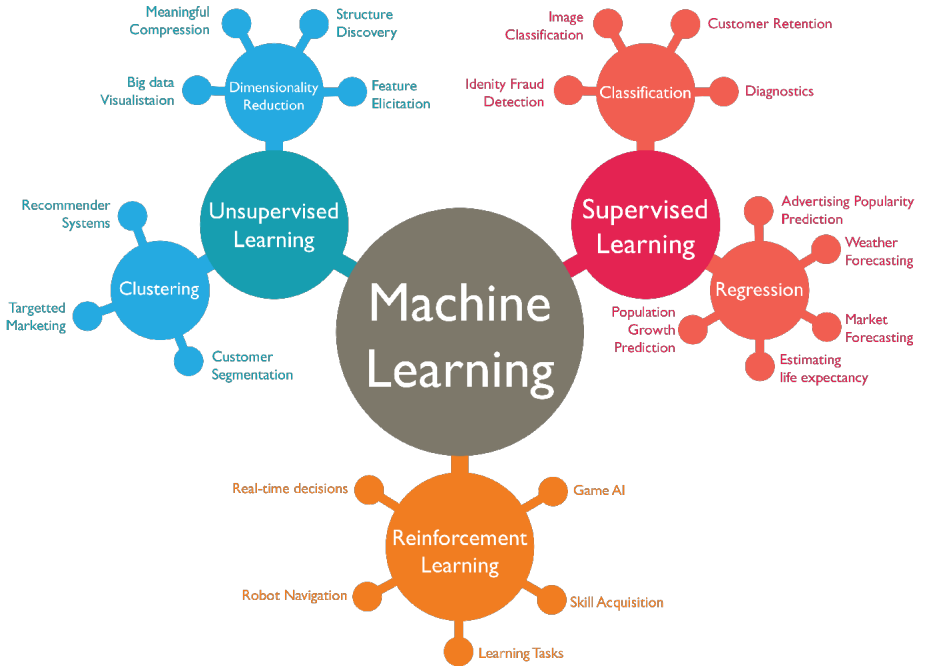 Meaningful
Compression
Structure
Discovery
Big data
Visualistaion
Dimensionality
Reduction
Feature
Elicitation
Image
Classification
Customer Retention
Idenity Fraud
Detection
Classification
Diagnostics
Recommender
Systems
Unsupervised
Learning
Clustering
Targetted
Marketing
Customer
Segmentation
Machine
Learning
Supervised
Learning
Advertising Popularity
Prediction
Weather
Forecasting
Regression
Population
Growth
Prediction
Market
Forecasting
Estimating
life expectancy
Real-time decisions
Game AI
Reinforcement
Learning
Robot Navigation
Skill Acquisition
Learning Tasks